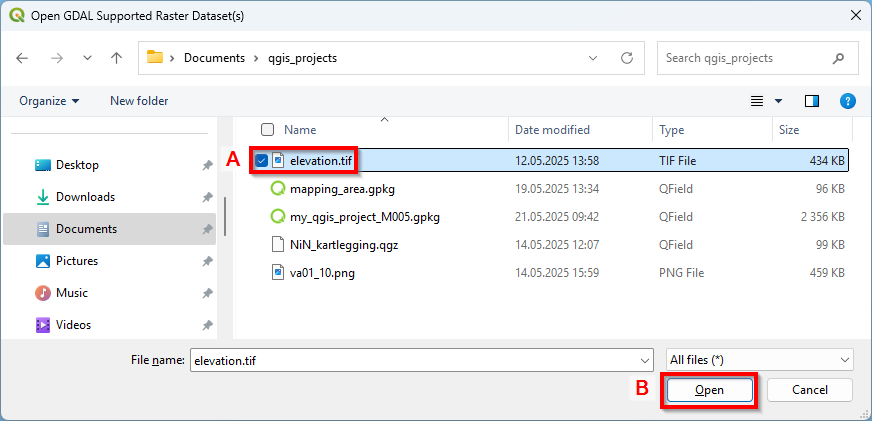 Open GDAL Supported Raster Dataset(s)
Documents qgis_projects Search qgis_projects
Organize New folder
Name Date modified Type Size
A elevation.tif 12.05.2025 13:58 TIF File 434 KB
Desktop
mapping_area.gpkg 19.05.2025 13:34 QField 96 KB
Downloads
my_qgis_project_M005.gpkg 21.05.2025 09:42 QField 2 356 KB
Documents
NiN_kartlegging.qgz 14.05.2025 12:07 QField 99 KB
Pictures
va01_10.png 14.05.2025 15:59 PNG File 459 KB
Music
Videos
File name: elevation.tif All files (*)
B Open Cancel